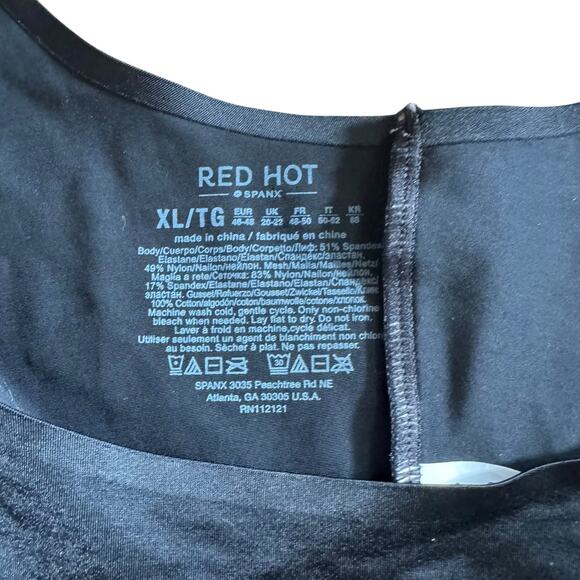 RED HOT
SPANX
XL/TG EUR 46-48 UK 20-22 FR 48-50 IT 50-52 KR 88
made in china / fabriqué en chine
Body/Cuerpo/Corps/Body/Corpetto/Лиф: 51% Spandex/
Elastane/Elastano/Elastan/Спандекс/эластан.
49% Nylon/Nailon/нейлон. Mesh/Malla/Mailles/Netz/
Maglia a rete/Сеточка: 83% Nylon/Nailon/нейлон.
17% Spandex/Elastane/Elastano/Elastan/Спандекс/
эластан. Gusset/Refuerzo/Gousset/Zwickel/Tassello/
100% Cotton/algodón/coton/baumwolle/cotone/хлопок.
Machine wash cold, gentle cycle. Only non-chlorine
bleach when needed. Lay flat to dry. Do not iron.
Laver à froid en machine, cycle délicat.
Utiliser seulement un agent de blanchiment non chloré
au besoin. Sècher à plat. Ne pas repasser.
30
SPANX 3035 Peachtree Rd NE
Atlanta, GA 30305 U.S.A.
RN112121